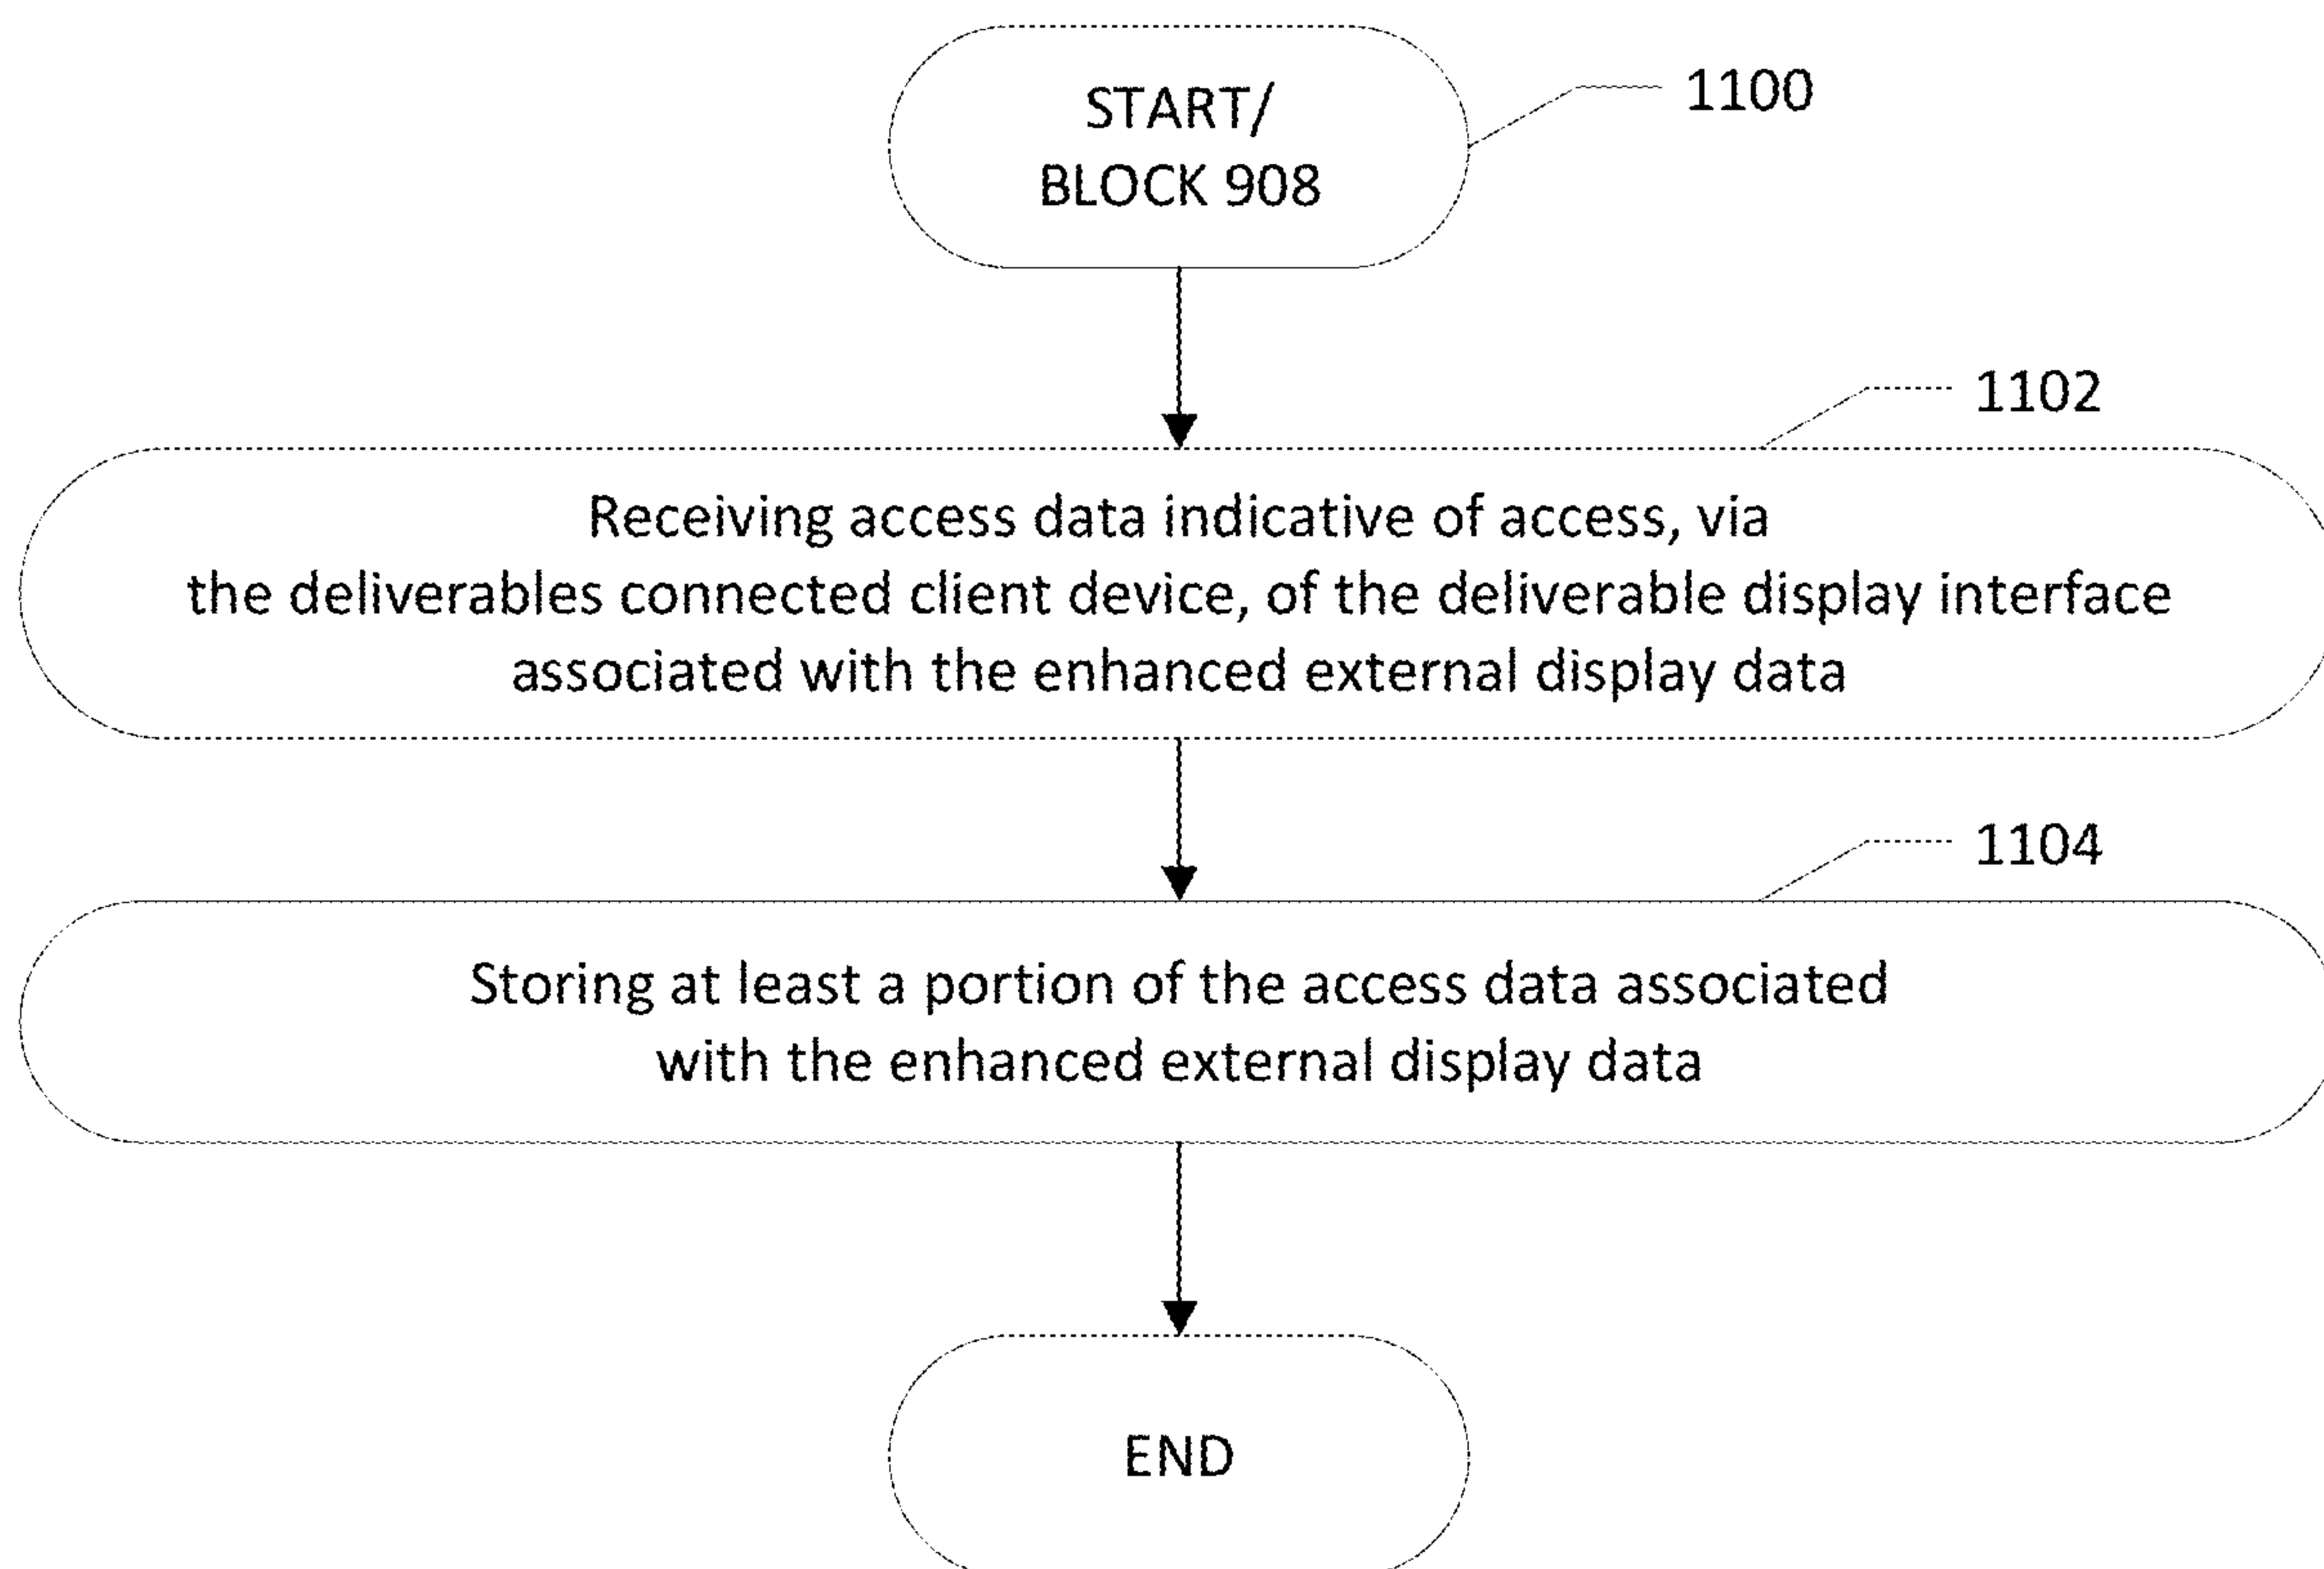 START/
BLOCK 908
1100
1102
Receiving access data indicative of access, via
the deliverables connected client device, of the deliverable display interface
associated with the enhanced external display data
1104
Storing at least a portion of the access data associated
with the enhanced external display data
END